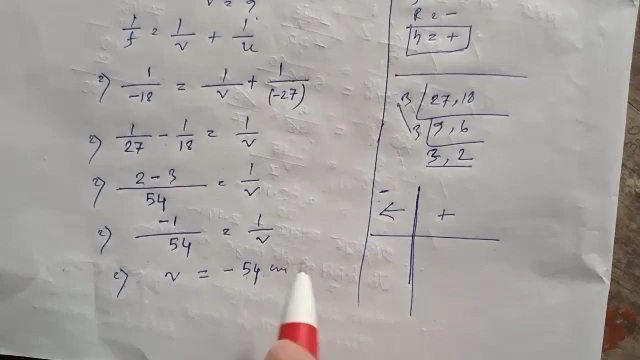 v = ?
1/f = 1/v + 1/u
=) 1/-18 = 1/v + 1/(-27)
=) 1/27 - 1/18 = 1/v
=) 2-3/54 = 1/v
=) -1/54 = 1/v
=) v = -54 cm
R = -
h = +
3 27, 18
3 9, 6
3, 2
-
← +